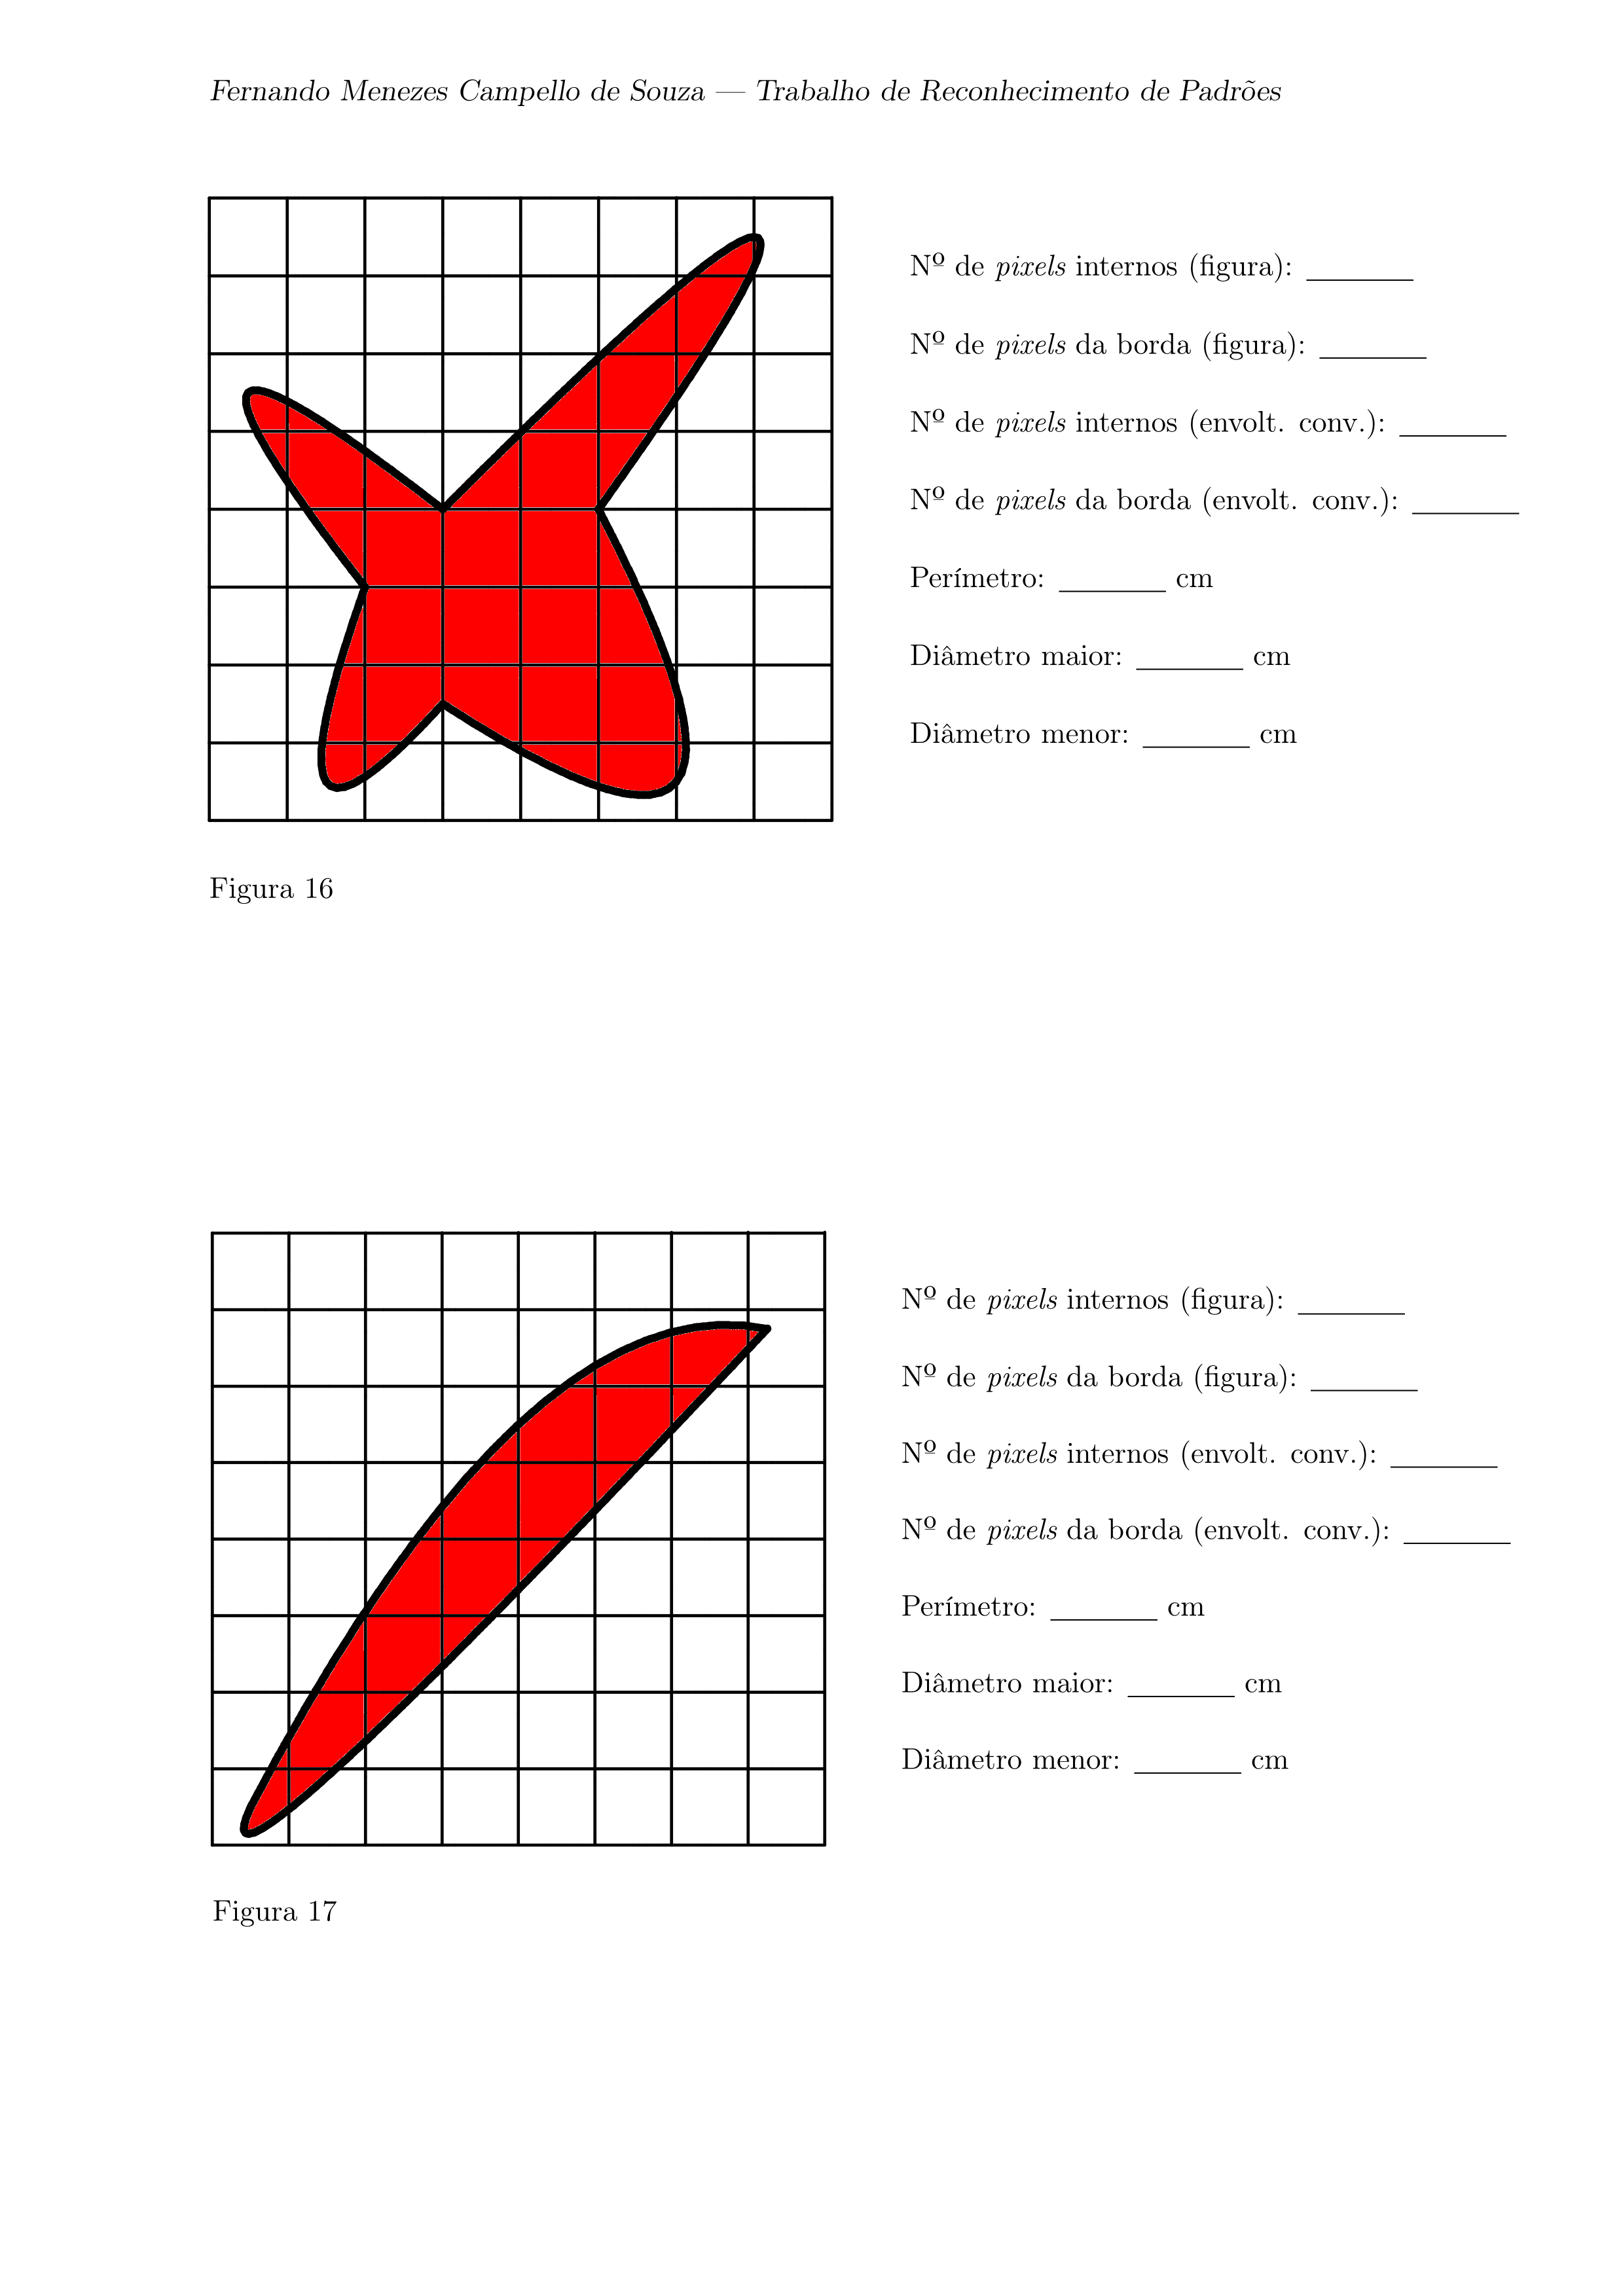 Fernando Menezes Campello de Souza — Trabalho de Reconhecimento de Padrões
Nº de pixels internos (figura): _______
Nº de pixels da borda (figura): _______
Nº de pixels internos (envolt. conv.): _______
Nº de pixels da borda (envolt. conv.): _______
Perímetro: _______ cm
Diâmetro maior: _______ cm
Diâmetro menor: _______ cm
Figura 16
Nº de pixels internos (figura): _______
Nº de pixels da borda (figura): _______
Nº de pixels internos (envolt. conv.): _______
Nº de pixels da borda (envolt. conv.): _______
Perímetro: _______ cm
Diâmetro maior: _______ cm
Diâmetro menor: _______ cm
Figura 17